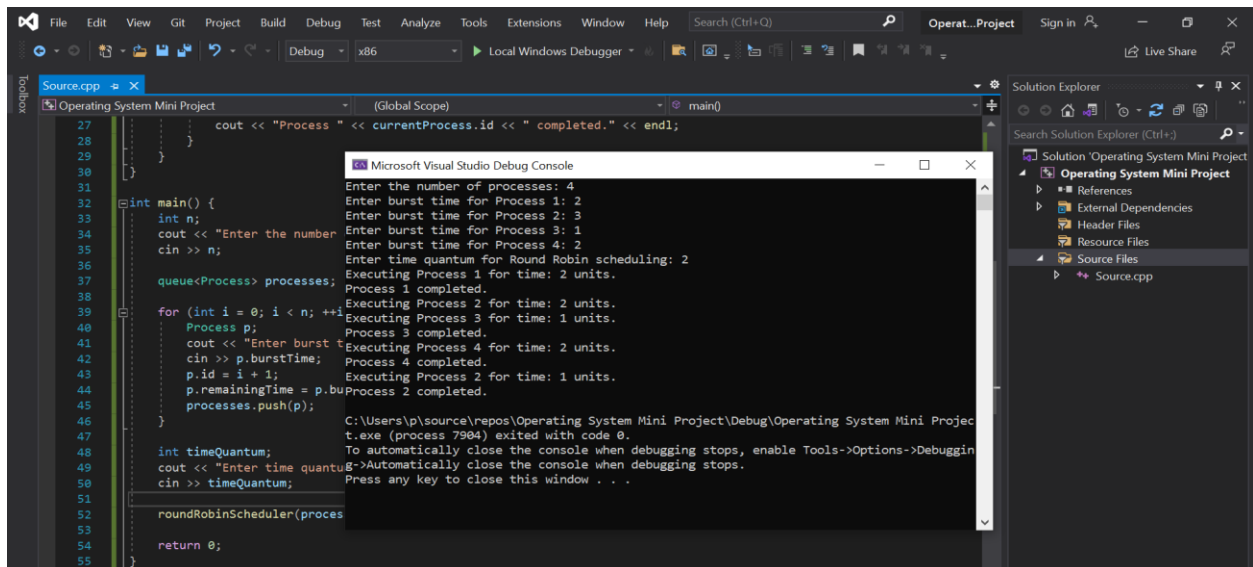 File Edit View Git Project Build Debug Test Analyze Tools Extensions Window Help Search (Ctrl+Q) Operat...Project Sign in
Debug x86 Local Windows Debugger Live Share
Toolbox
Source.cpp
Operating System Mini Project (Global Scope) main()
27 cout << "Process " << currentProcess.id << " completed." << endl;
28 }
29 }
30 }
31
32 int main() {
33 int n;
34 cout << "Enter the number
35 cin >> n;
36
37 queue<Process> processes;
38
39 for (int i = 0; i < n; ++i
40 Process p;
41 cout << "Enter burst t
42 cin >> p.burstTime;
43 p.id = i + 1;
44 p.remainingTime = p.bu
45 processes.push(p);
46 }
47
48 int timeQuantum;
49 cout << "Enter time quantu
50 cin >> timeQuantum;
51
52 roundRobinScheduler(proces
53
54 return 0;
55 }
Microsoft Visual Studio Debug Console
Enter the number of processes: 4
Enter burst time for Process 1: 2
Enter burst time for Process 2: 3
Enter burst time for Process 3: 1
Enter burst time for Process 4: 2
Enter time quantum for Round Robin scheduling: 2
Executing Process 1 for time: 2 units.
Process 1 completed.
Executing Process 2 for time: 2 units.
Executing Process 3 for time: 1 units.
Process 3 completed.
Executing Process 4 for time: 2 units.
Process 4 completed.
Executing Process 2 for time: 1 units.
Process 2 completed.
C:\Users\p\source\repos\Operating System Mini Project\Debug\Operating System Mini Projec
t.exe (process 7904) exited with code 0.
To automatically close the console when debugging stops, enable Tools->Options->Debuggin
g->Automatically close the console when debugging stops.
Press any key to close this window . . .
Solution Explorer
Search Solution Explorer (Ctrl+;)
Solution 'Operating System Mini Project
Operating System Mini Project
References
External Dependencies
Header Files
Resource Files
Source Files
Source.cpp